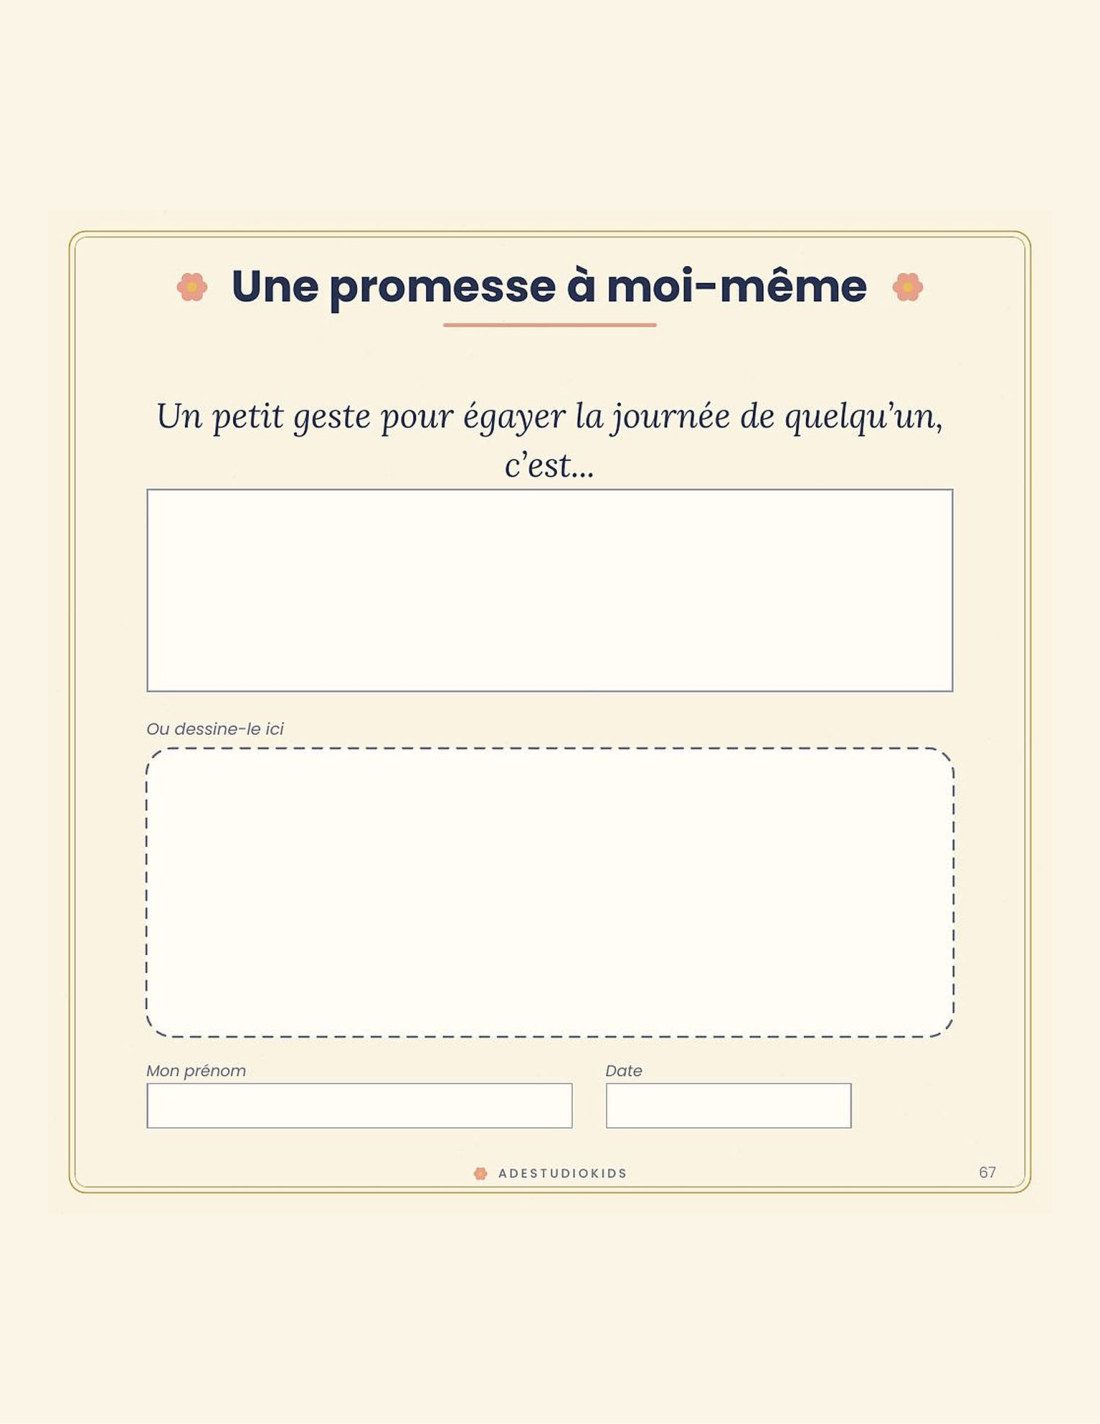 Une promesse à moi-même
Un petit geste pour égayer la journée de quelqu’un,
c’est...
Ou dessine-le ici
Mon prénom
Date
ADESTUDIOKIDS
67